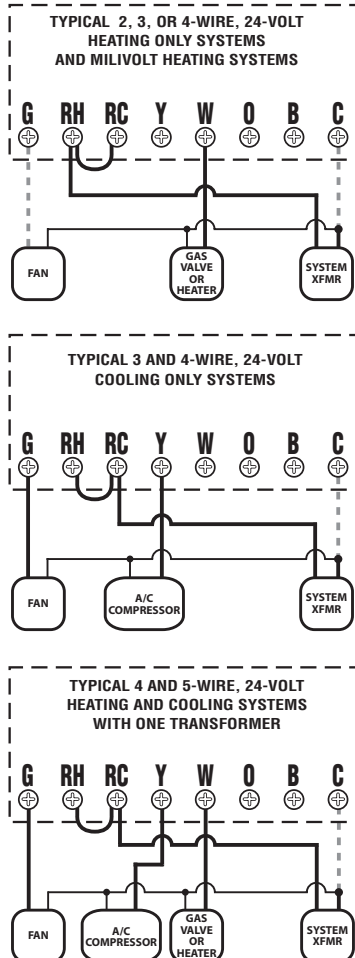 TYPICAL 2, 3, OR 4-WIRE, 24-VOLT
HEATING ONLY SYSTEMS
AND MILIVOLT HEATING SYSTEMS
G RH RC Y W O B C
FAN
GAS
VALVE
OR
HEATER
SYSTEM
XFMR
TYPICAL 3 AND 4-WIRE, 24-VOLT
COOLING ONLY SYSTEMS
G RH RC Y W O B C
FAN
A/C
COMPRESSOR
SYSTEM
XFMR
TYPICAL 4 AND 5-WIRE, 24-VOLT
HEATING AND COOLING SYSTEMS
WITH ONE TRANSFORMER
G RH RC Y W O B C
FAN
A/C
COMPRESSOR
GAS
VALVE
OR
HEATER
SYSTEM
XFMR